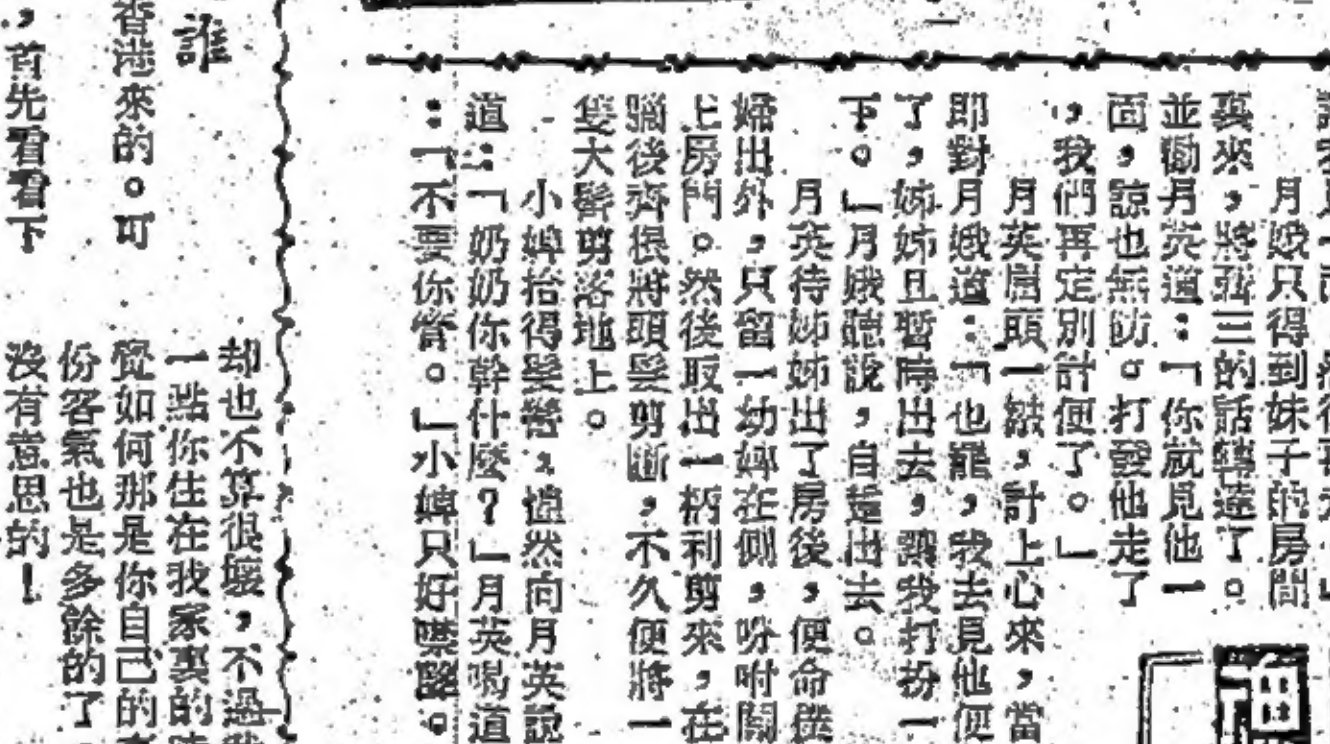 月娥只得到妹子的房間
裏來，將孫三的話轉達了。
並勸月英道：「你就見他一
面，諒也無妨。打發他走了
，我們再定別計便了。」
月英眉頭一皺，計上心來，當
即對月娥道：「也罷，我去見他便
了，姊姊且暫時出去，讓我打扮一
下。」月娥聽說，自趨出去。
月英待姊姊出了房後，便命僕
婦出外，只留一幼婢在側，吩咐關
上房門。然後取出一柄利剪來，在
腦後齊根將頭髮剪斷，不久便將一
隻大髻剪落地上。
小婢拾得髮髻，愴然向月英說
道：「奶奶你幹什麼？」月英喝道
：「不要你管。」小婢只好噤聲。
誰
香港來的。可
，首先看看下
却也不算很壞，不過我
一點你住在我家裏的
覺如何那是你自己的
份客氣也是多餘的了，
沒有意思的！